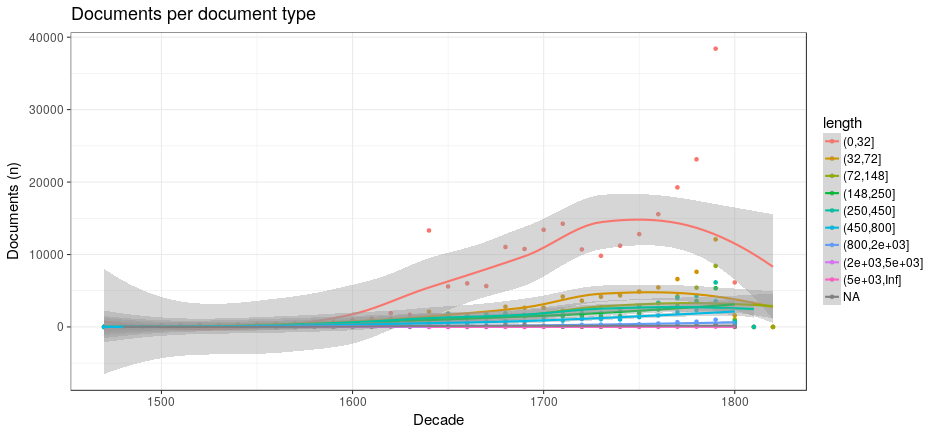 Documents per document type
Documents (n)
40000
30000
20000
10000
0
1500 1600 1700 1800
Decade
length
(0,32]
(32,72]
(72,148]
(148,250]
(250,450]
(450,800]
(800,2e+03]
(2e+03,5e+03]
(5e+03,Inf]
NA